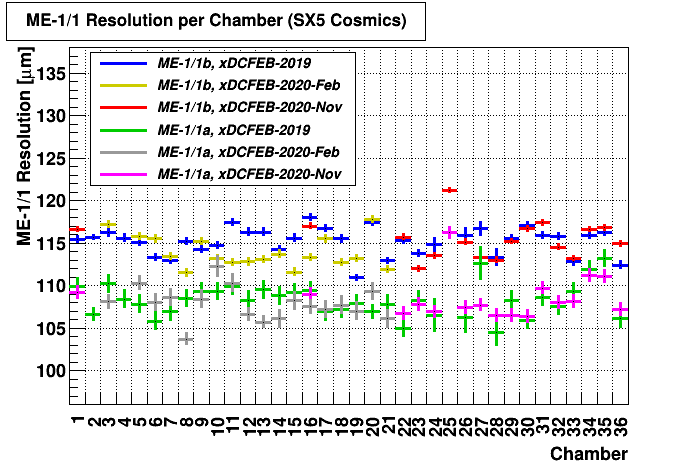 ME-1/1 Resolution per Chamber (SX5 Cosmics)
ME-1/1 Resolution [μm]
135
130
125
120
115
110
105
100
ME-1/1b, xDCFEB-2019
ME-1/1b, xDCFEB-2020-Feb
ME-1/1b, xDCFEB-2020-Nov
ME-1/1a, xDCFEB-2019
ME-1/1a, xDCFEB-2020-Feb
ME-1/1a, xDCFEB-2020-Nov
1 2 3 4 5 6 7 8 9 10 11 12 13 14 15 16 17 18 19 20 21 22 23 24 25 26 27 28 29 30 31 32 33 34 35 36
Chamber